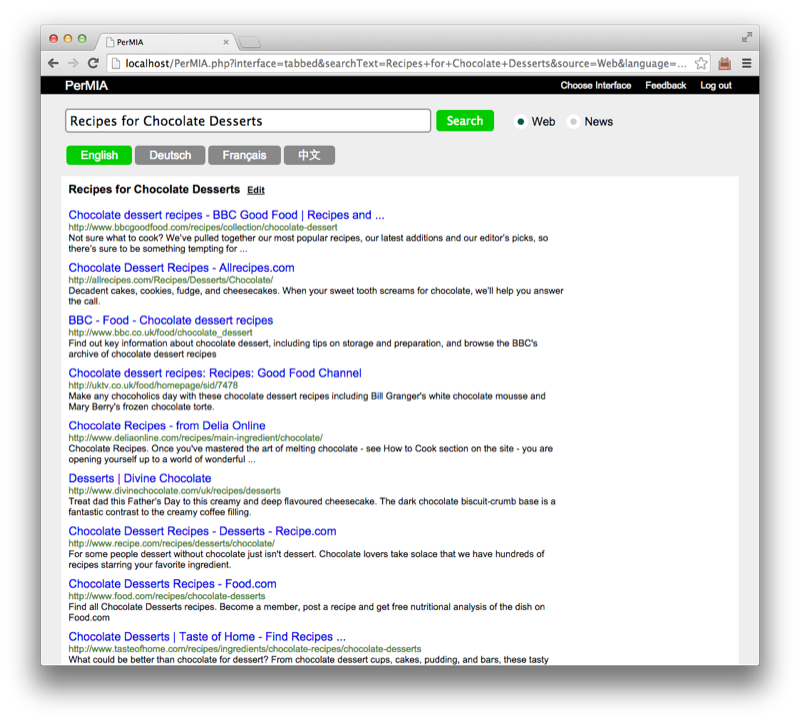 PerMIA
localhost/PerMIA.php?interface=tabbed&searchText=Recipes+for+Chocolate+Desserts&source=Web&language=...
PerMIA Choose Interface Feedback Log out
Recipes for Chocolate Desserts Search Web News
English Deutsch Français 中文
Recipes for Chocolate Desserts Edit
Chocolate dessert recipes - BBC Good Food | Recipes and ...
http://www.bbcgoodfood.com/recipes/collection/chocolate-dessert
Not sure what to cook? We've pulled together our most popular recipes, our latest additions and our editor's picks, so
there's sure to be something tempting for ...
Chocolate Dessert Recipes - Allrecipes.com
http://allrecipes.com/Recipes/Desserts/Chocolate/
Decadent cakes, cookies, fudge, and cheesecakes. When your sweet tooth screams for chocolate, we'll help you answer
the call.
BBC - Food - Chocolate dessert recipes
http://www.bbc.co.uk/food/chocolate_dessert
Find out key information about chocolate dessert, including tips on storage and preparation, and browse the BBC's
archive of chocolate dessert recipes
Chocolate dessert recipes: Recipes: Good Food Channel
http://uktv.co.uk/food/homepage/sid/7478
Make any chocoholics day with these chocolate dessert recipes including Bill Granger's white chocolate mousse and
Mary Berry's frozen chocolate torte.
Chocolate Recipes - from Delia Online
http://www.deliaonline.com/recipes/main-ingredient/chocolate/
Chocolate Recipes. Once you've mastered the art of melting chocolate - see How to Cook section on the site - you are
opening yourself up to a world of wonderful ...
Desserts | Divine Chocolate
http://www.divinechocolate.com/uk/recipes/desserts
Treat dad this Father's Day to this creamy and deep flavoured cheesecake. The dark chocolate biscuit-crumb base is a
fantastic contrast to the creamy coffee filling.
Chocolate Dessert Recipes - Desserts - Recipe.com
http://www.recipe.com/recipes/desserts/chocolate/
For some people dessert without chocolate just isn't dessert. Chocolate lovers take solace that we have hundreds of
recipes starring your favorite ingredient.
Chocolate Desserts Recipes - Food.com
http://www.food.com/recipes/chocolate-desserts
Find all Chocolate Desserts recipes. Become a member, post a recipe and get free nutritional analysis of the dish on
Food.com
Chocolate Desserts | Taste of Home - Find Recipes ...
http://www.tasteofhome.com/recipes/ingredients/chocolate-recipes/chocolate-desserts
What could be better than chocolate for dessert? From chocolate dessert cups, cakes, pudding, and bars, these tasty